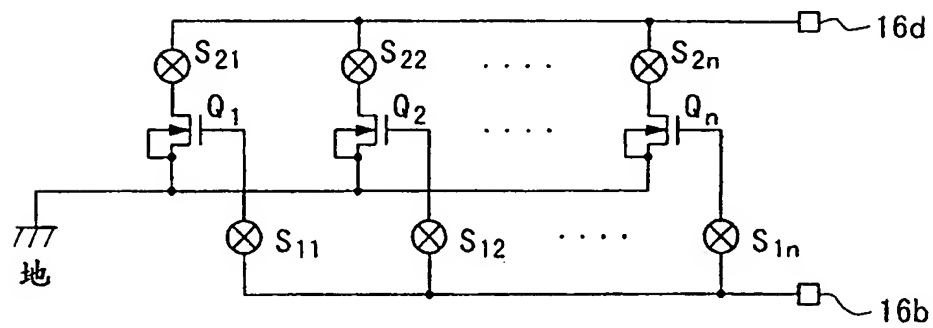 16d
S21 S22 ···· S2n
Q1 Q2 ···· Qn
S11 S12 ···· S1n
地
16b